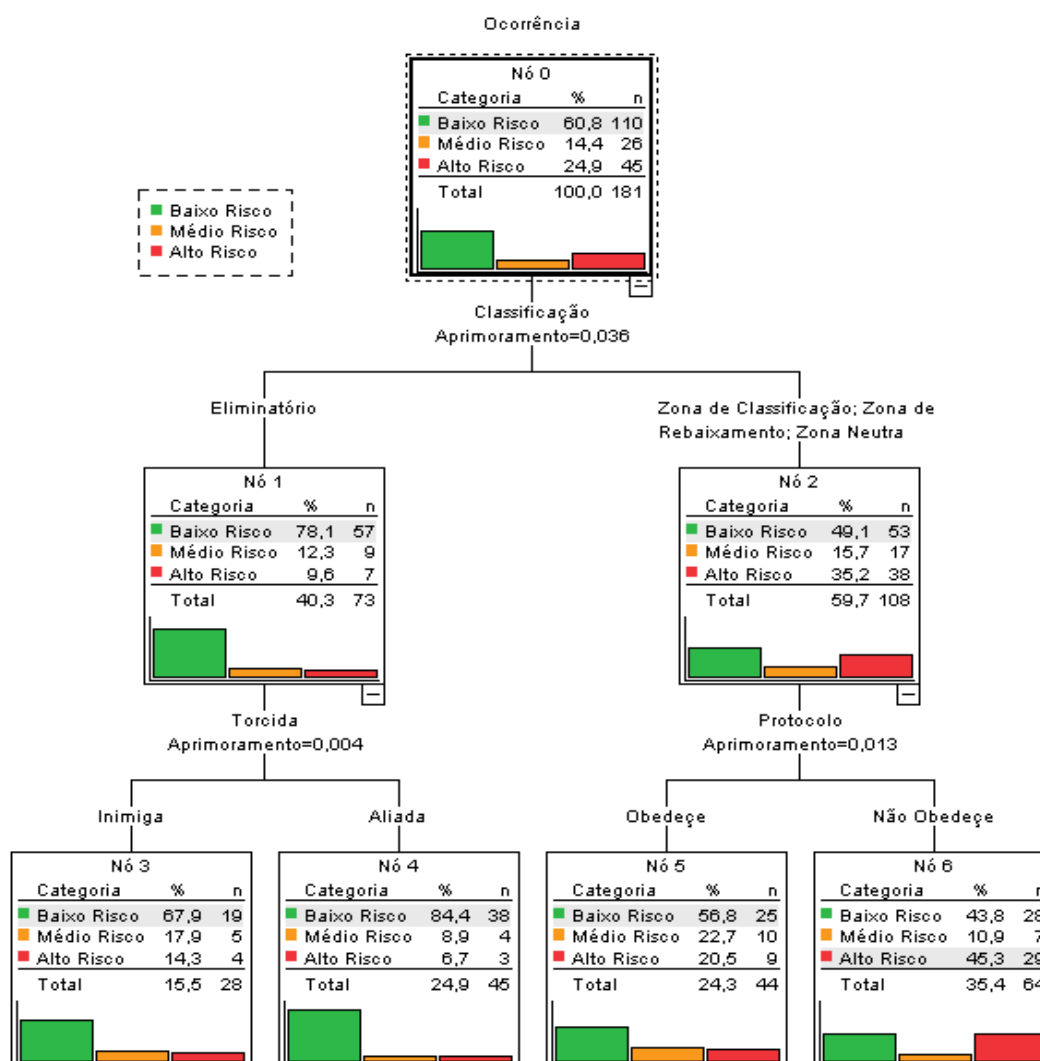 Ocorrência
Nó 0
Categoria % n
Baixo Risco 60,8 110
Médio Risco 14,4 26
Alto Risco 24,9 45
Total 100,0 181
Baixo Risco
Médio Risco
Alto Risco
Classificação
Aprimoramento=0,036
Eliminatório
Zona de Classificação; Zona de
Rebaixamento; Zona Neutra
Nó 1
Categoria % n
Baixo Risco 78,1 57
Médio Risco 12,3 9
Alto Risco 9,6 7
Total 40,3 73
Nó 2
Categoria % n
Baixo Risco 49,1 53
Médio Risco 15,7 17
Alto Risco 35,2 38
Total 59,7 108
Torcida
Aprimoramento=0,004
Protocolo
Aprimoramento=0,013
Inimiga
Aliada
Obedeçe
Não Obedeçe
Nó 3
Categoria % n
Baixo Risco 67,9 19
Médio Risco 17,9 5
Alto Risco 14,3 4
Total 15,5 28
Nó 4
Categoria % n
Baixo Risco 84,4 38
Médio Risco 8,9 4
Alto Risco 6,7 3
Total 24,9 45
Nó 5
Categoria % n
Baixo Risco 56,8 25
Médio Risco 22,7 10
Alto Risco 20,5 9
Total 24,3 44
Nó 6
Categoria % n
Baixo Risco 43,8 28
Médio Risco 10,9 7
Alto Risco 45,3 29
Total 35,4 64